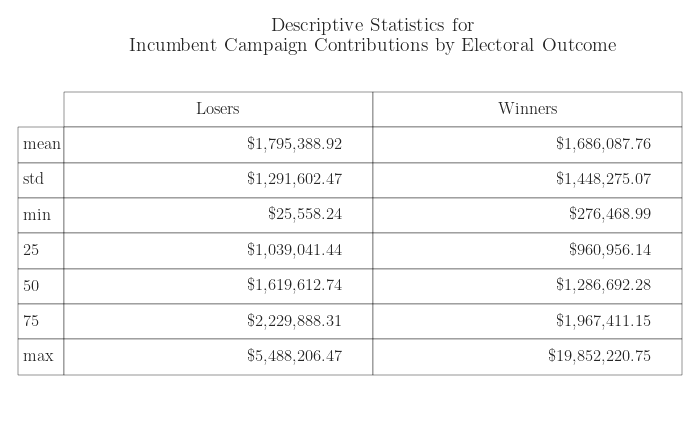 Descriptive Statistics for
Incumbent Campaign Contributions by Electoral Outcome
Losers Winners
mean $1,795,388.92 $1,686,087.76
std $1,291,602.47 $1,448,275.07
min $25,558.24 $276,468.99
25 $1,039,041.44 $960,956.14
50 $1,619,612.74 $1,286,692.28
75 $2,229,888.31 $1,967,411.15
max $5,488,206.47 $19,852,220.75